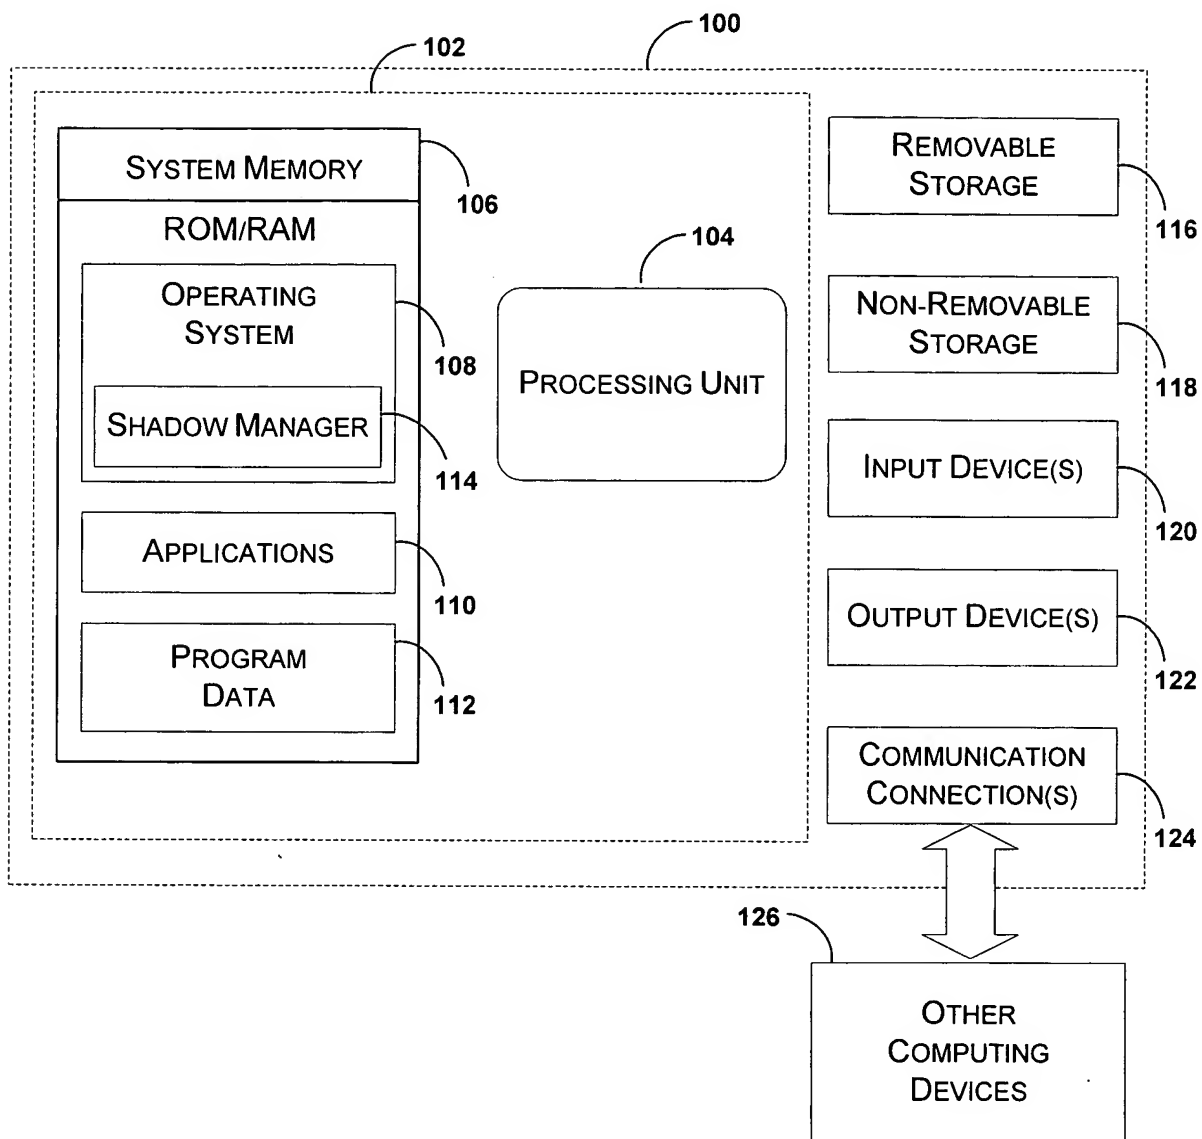 100
102
SYSTEM MEMORY
106
ROM/RAM
OPERATING
SYSTEM
108
SHADOW MANAGER
114
APPLICATIONS
110
PROGRAM
DATA
112
104
PROCESSING UNIT
REMOVABLE
STORAGE
116
NON-REMOVABLE
STORAGE
118
INPUT DEVICE(S)
120
OUTPUT DEVICE(S)
122
COMMUNICATION
CONNECTION(S)
124
126
OTHER
COMPUTING
DEVICES